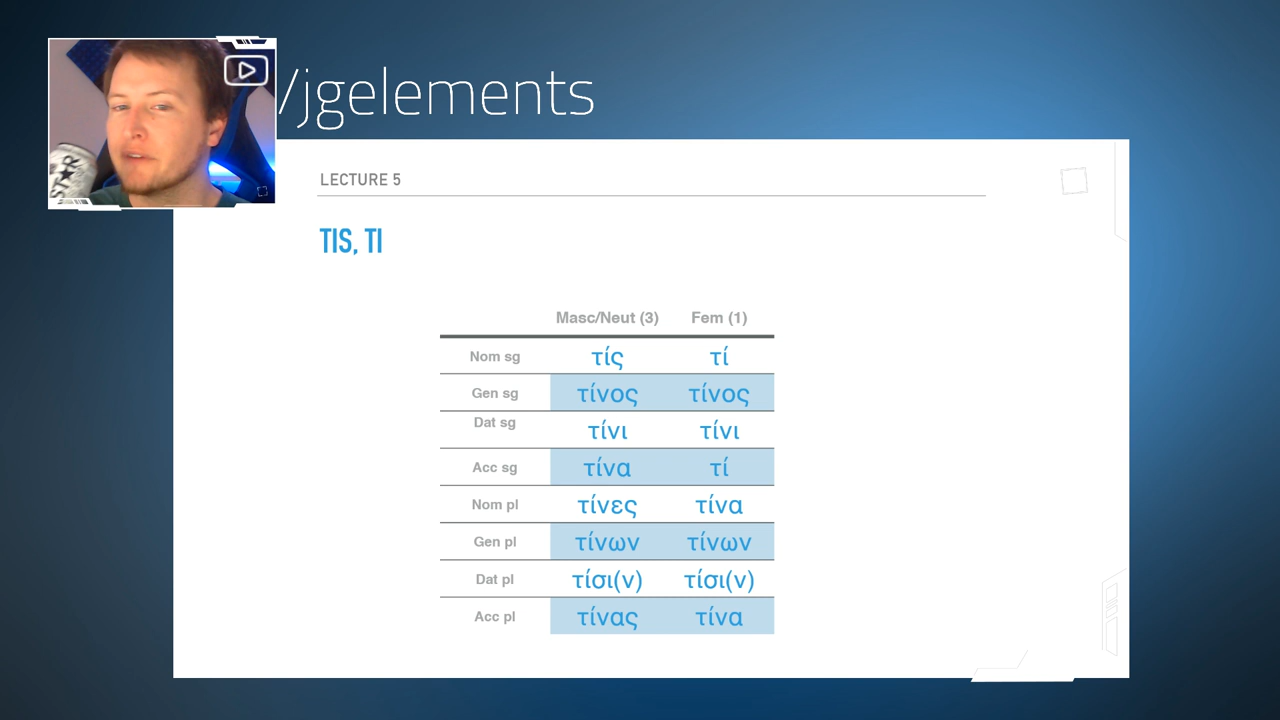 /jgelements
STAR
LECTURE 5
TIS, TI
Masc/Neut (3) Fem (1)
Nom sg τίς τί
Gen sg τίνος τίνος
Dat sg τίνι τίνι
Acc sg τίνα τί
Nom pl τίνες τίνα
Gen pl τίνων τίνων
Dat pl τίσι(ν) τίσι(ν)
Acc pl τίνας τίνα